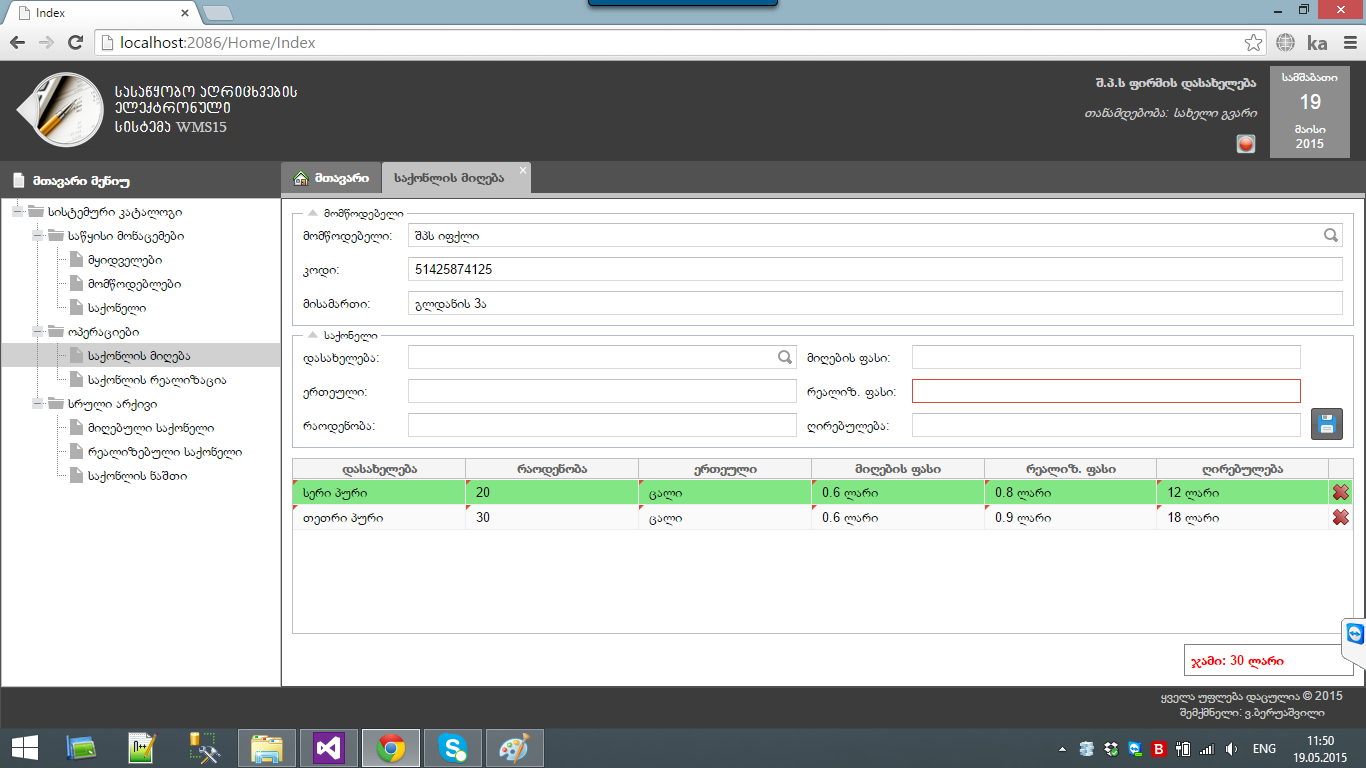 Index
localhost:2086/Home/Index
ka
სასაწყობო აღრიცხვების
ელექტრონული
სისტემა WMS15
შ.პ.ს ფირმის დასახელება
თანამდებობა: სახელი გვარი
სამშაბათი
19
მაისი
2015
მთავარი მენიუ
მთავარი
საქონლის მიღება
სისტემური კატალოგი
საწყისი მონაცემები
მყიდველები
მომწოდებლები
საქონელი
ოპერაციები
საქონლის მიღება
საქონლის რეალიზაცია
სრული არქივი
მიღებული საქონელი
რეალიზებული საქონელი
საქონლის ნაშთი
მომწოდებელი
მომწოდებელი: შპს იფქლი
კოდი: 51425874125
მისამართი: გლდანის 3ა
საქონელი
დასახელება: მიღების ფასი:
ერთეული: რეალიზ. ფასი:
რაოდენობა: ღირებულება:
დასახელება რაოდენობა ერთეული მიღების ფასი რეალიზ. ფასი ღირებულება
სერი პური 20 ცალი 0.6 ლარი 0.8 ლარი 12 ლარი
თეთრი პური 30 ცალი 0.6 ლარი 0.9 ლარი 18 ლარი
ჯამი: 30 ლარი
ყველა უფლება დაცულია © 2015
შემქმნელი: ვ.ბერუაშვილი
ENG
11:50
19.05.2015